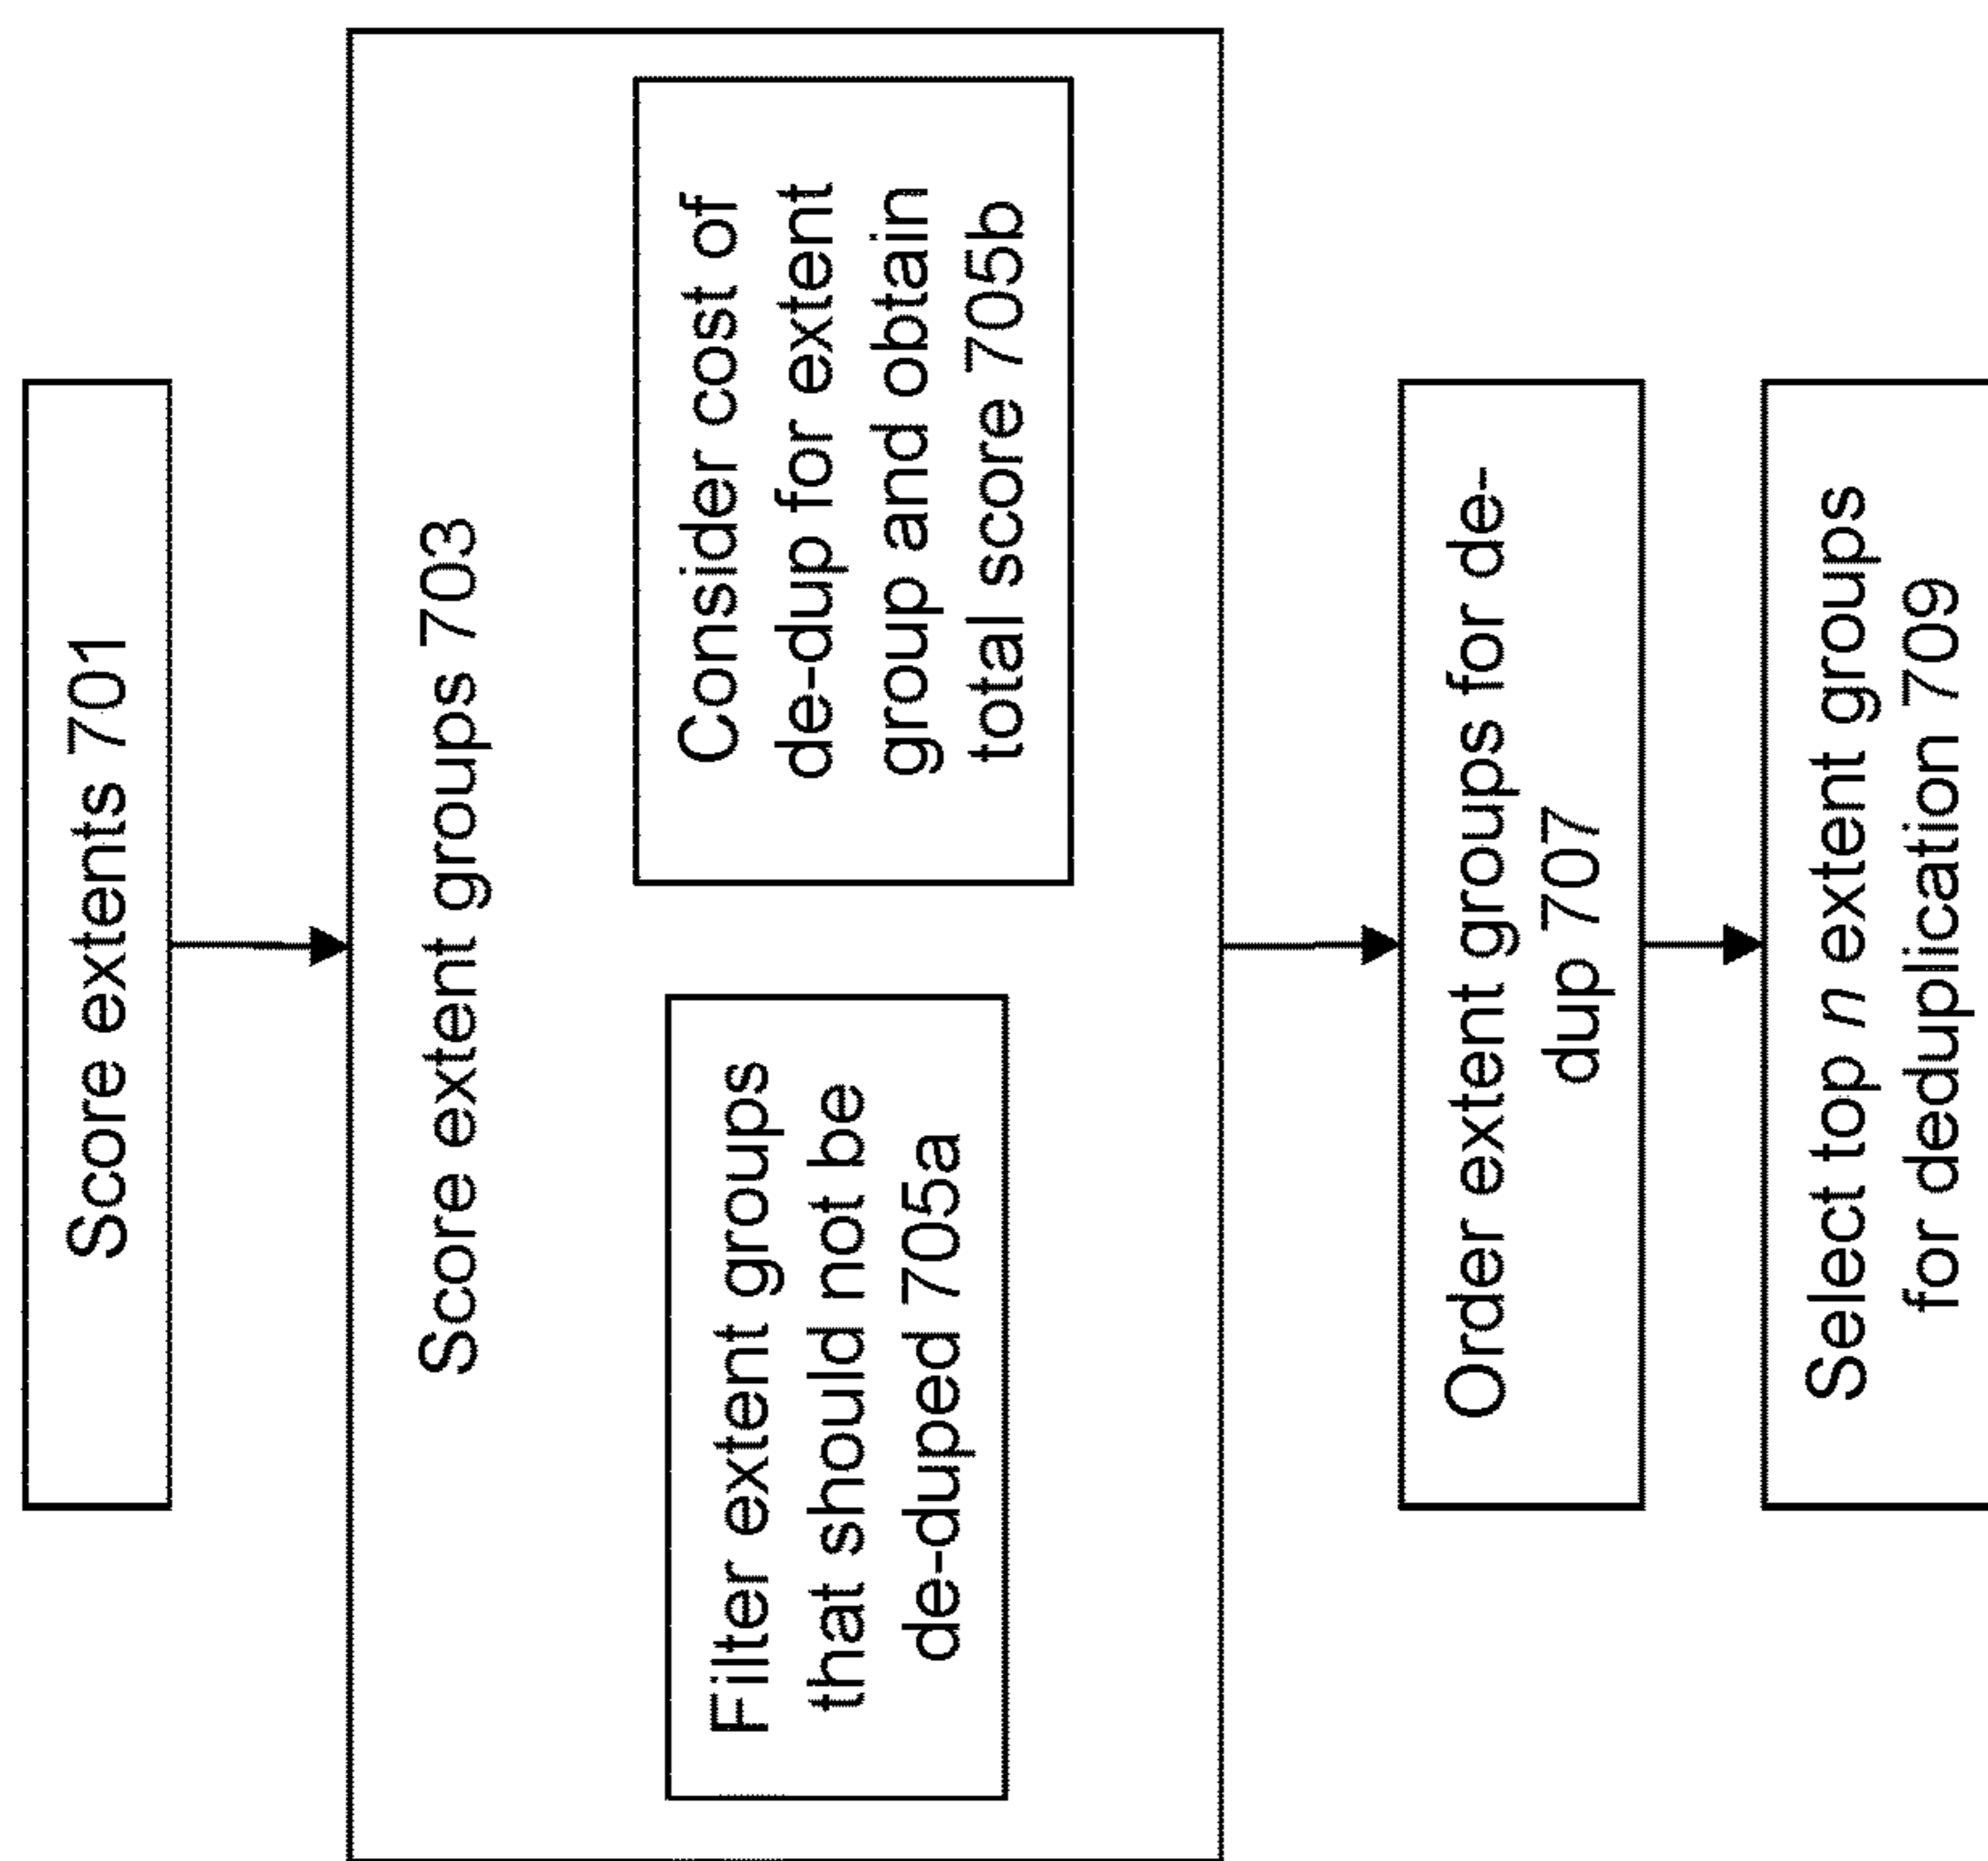 Score extents 701
Score extent groups 703
Filter extent groups
that should not be
de-duped 705a
Consider cost of
de-dup for extent
group and obtain
total score 705b
Order extent groups for de-
dup 707
Select top n extent groups
for deduplication 709